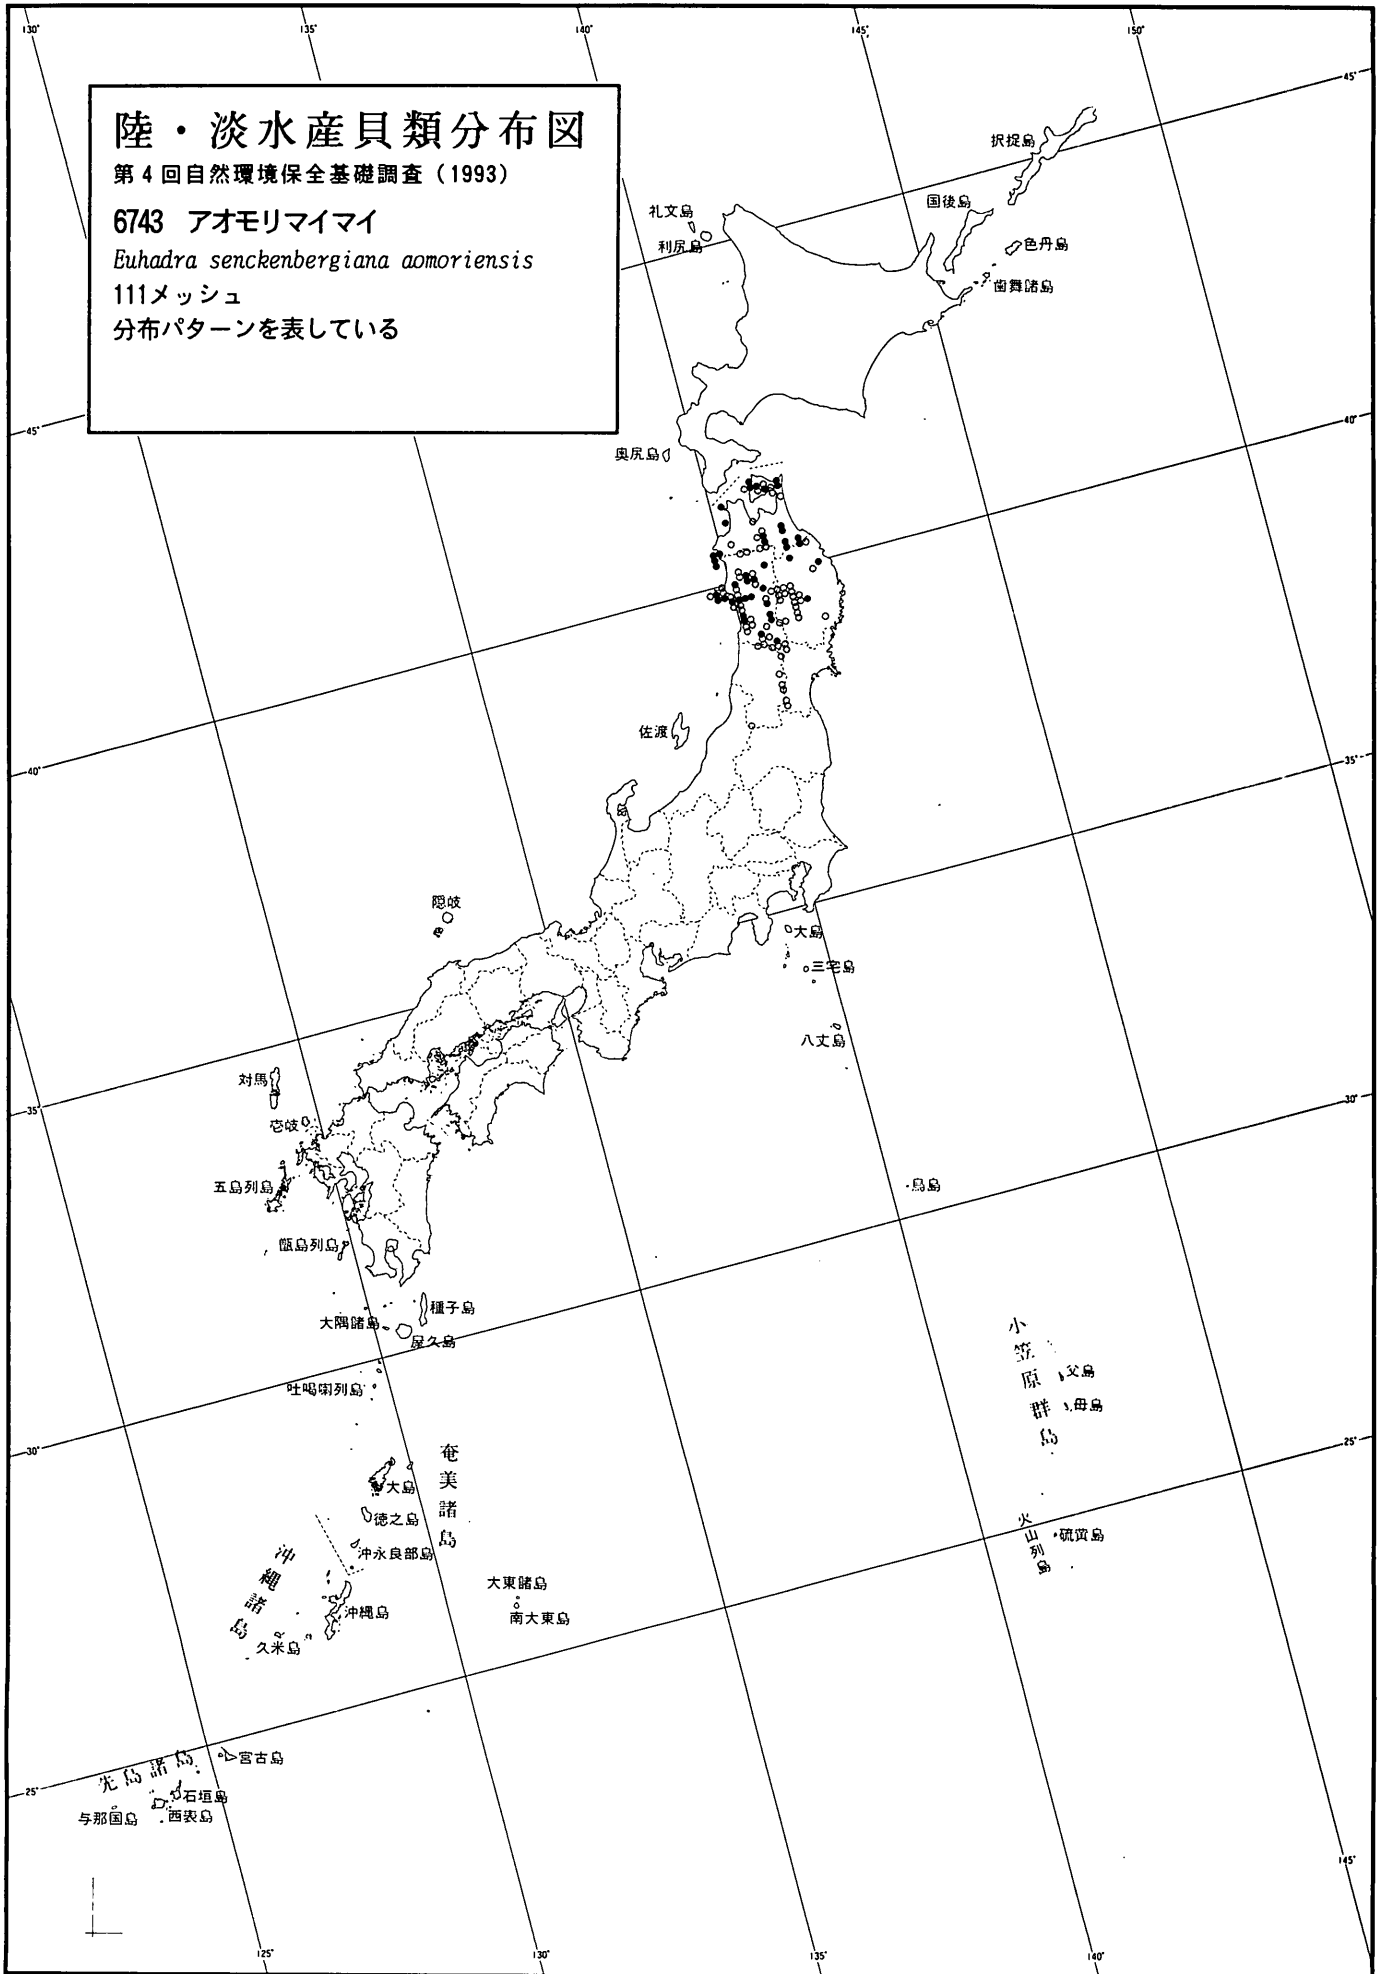 130°
135°
140°
145°
150°
45°
陸・淡水産貝類分布図
第4回自然環境保全基礎調査（1993）
6743 アオモリマイマイ
Euhadra senckenbergiana aomoriensis
111メッシュ
分布パターンを表している
択捉島
礼文島
国後島
利尻島
色丹島
歯舞諸島
45°
40°
奥尻島
佐渡
40°
35°
隠岐
大島
三宅島
八丈島
対馬
35°
壱岐
30°
五島列島
鳥島
甑島列島
種子島
大隅諸島
屋久島
小笠原群島
父島
吐噶喇列島
母島
30°
25°
奄美諸島
大島
徳之島
火山列島
硫黄島
沖永良部島
沖縄諸島
大東諸島
沖縄島
南大東島
久米島
先島諸島
宮古島
25°
石垣島
与那国島
西表島
145°
125°
130°
135°
140°